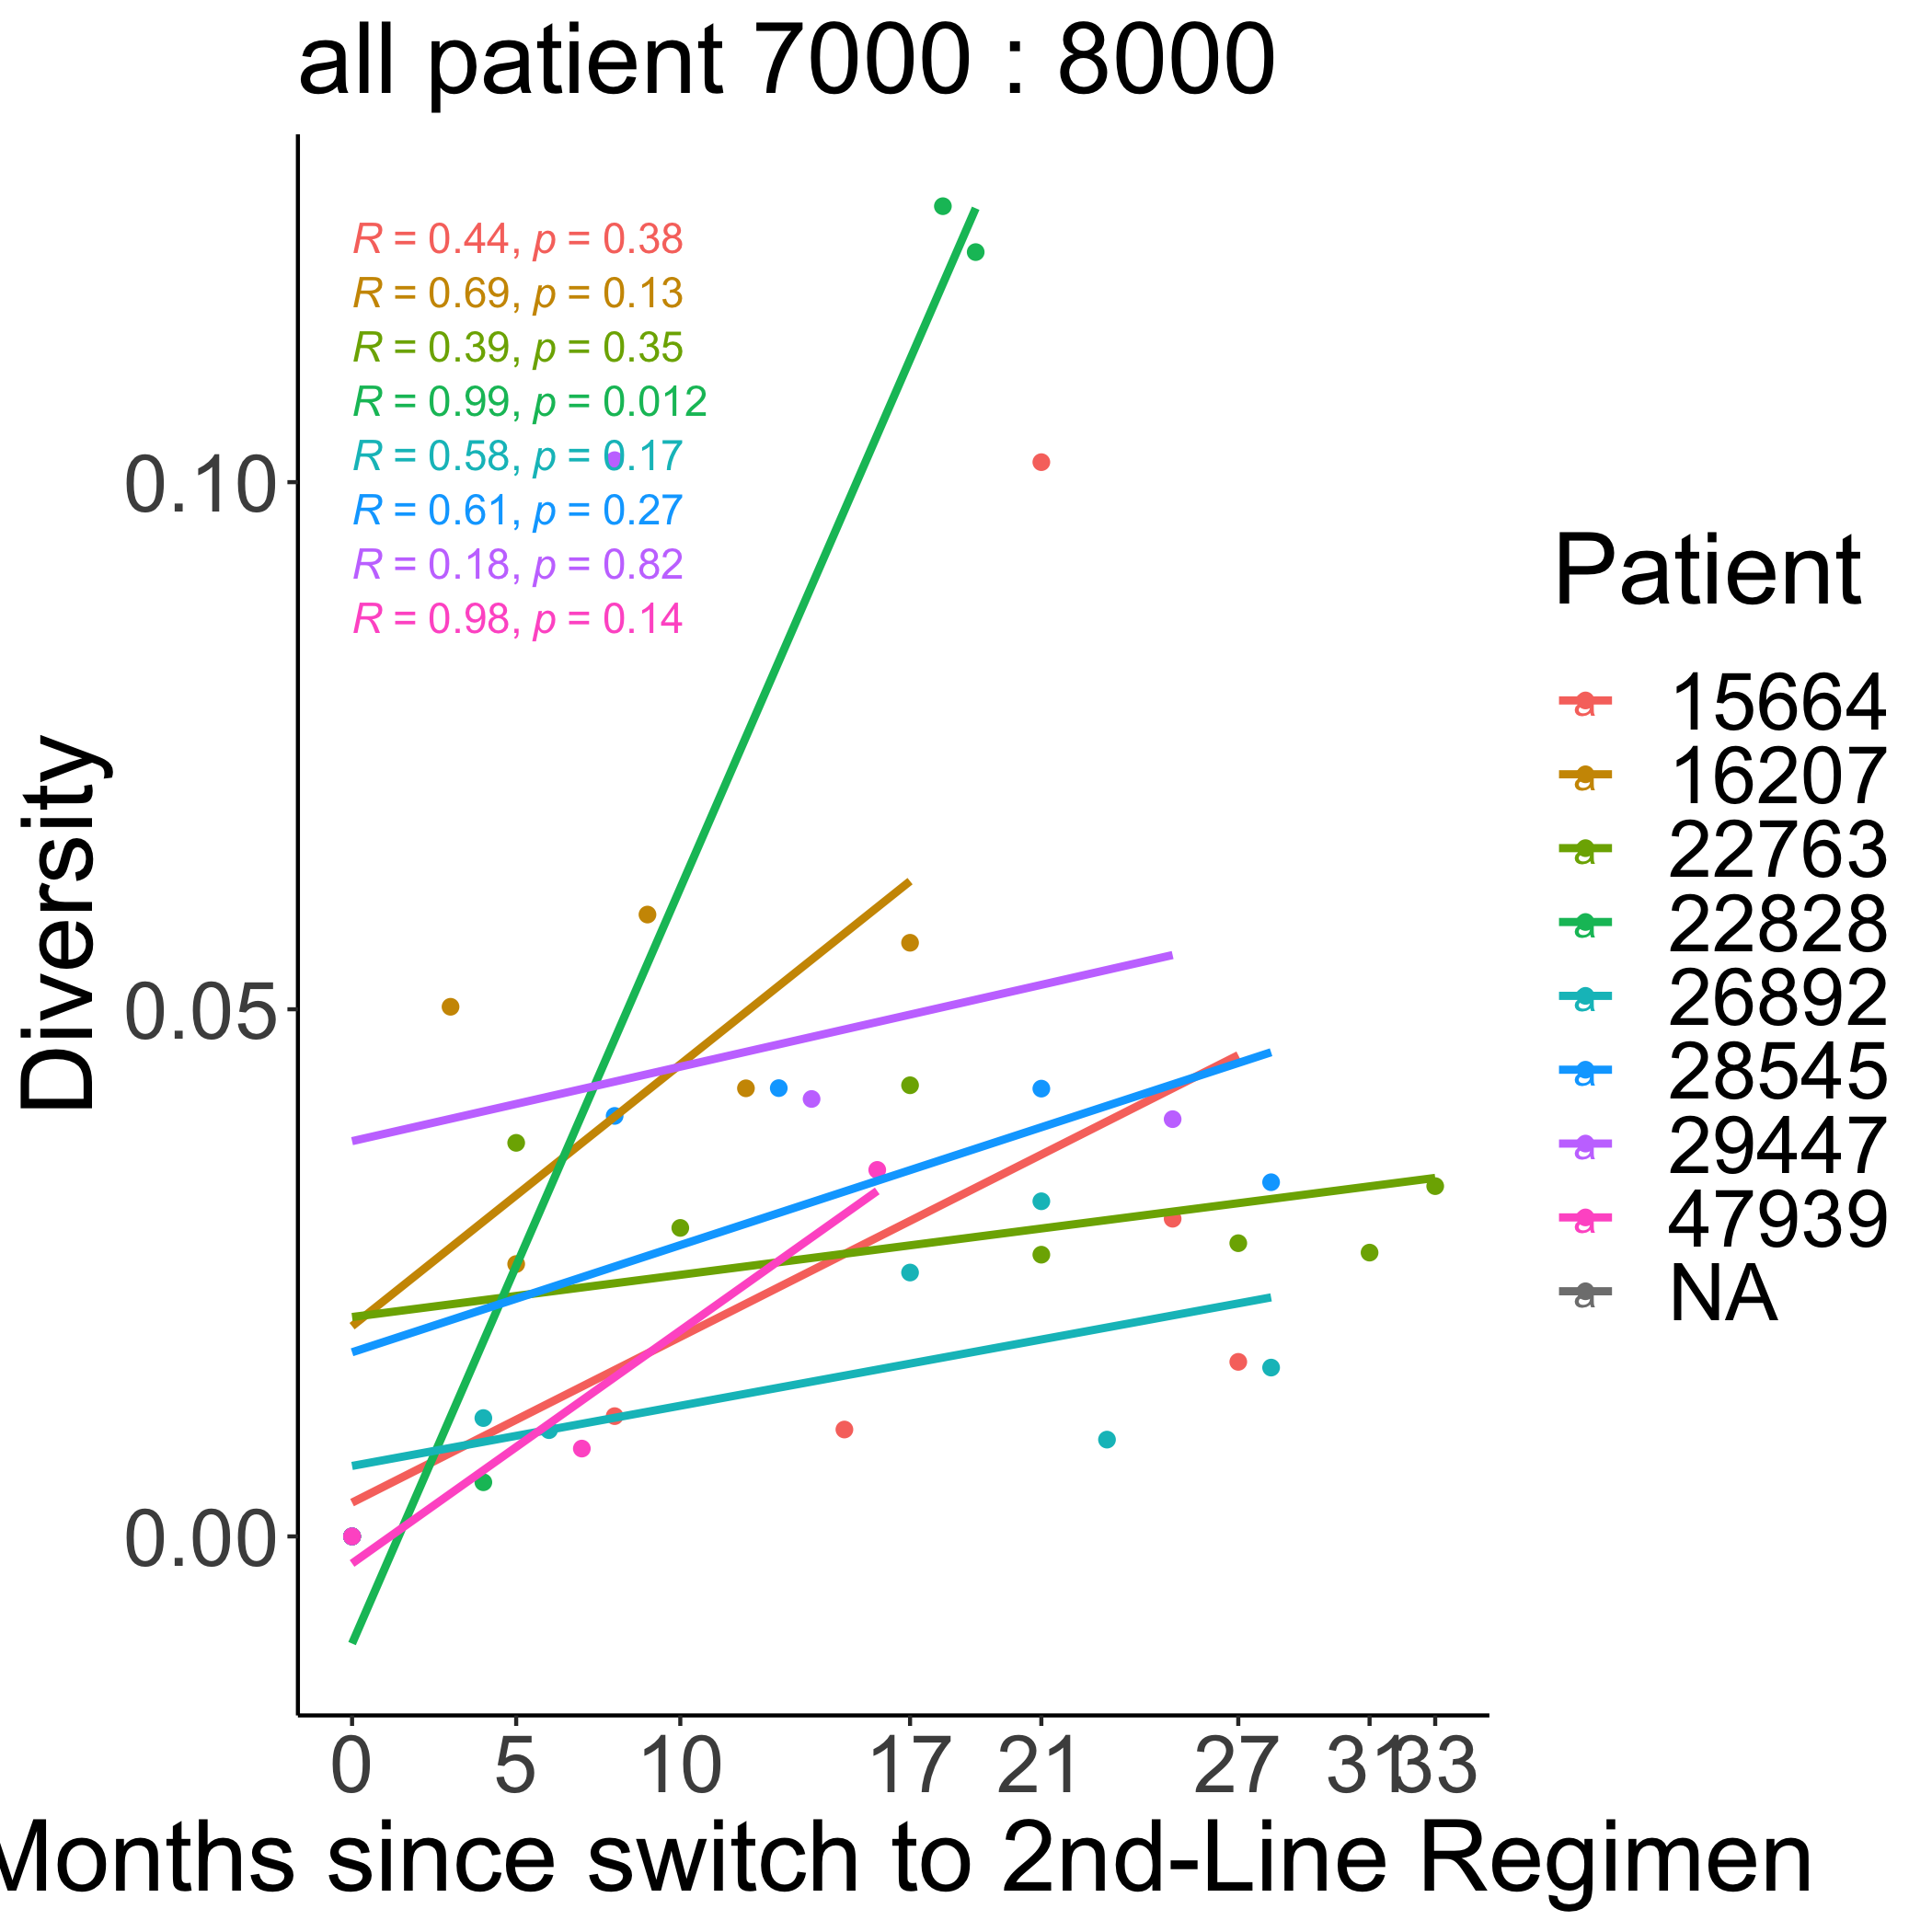 all patient 7000 : 8000
R = 0.44, p = 0.38
R = 0.69, p = 0.13
R = 0.39, p = 0.35
R = 0.99, p = 0.012
R = 0.58, p = 0.17
R = 0.61, p = 0.27
R = 0.18, p = 0.82
R = 0.98, p = 0.14
0.10
0.05
0.00
Diversity
0 5 10 17 21 27 31 33
Months since switch to 2nd-Line Regimen
Patient
a 15664
a 16207
a 22763
a 22828
a 26892
a 28545
a 29447
a 47939
a NA